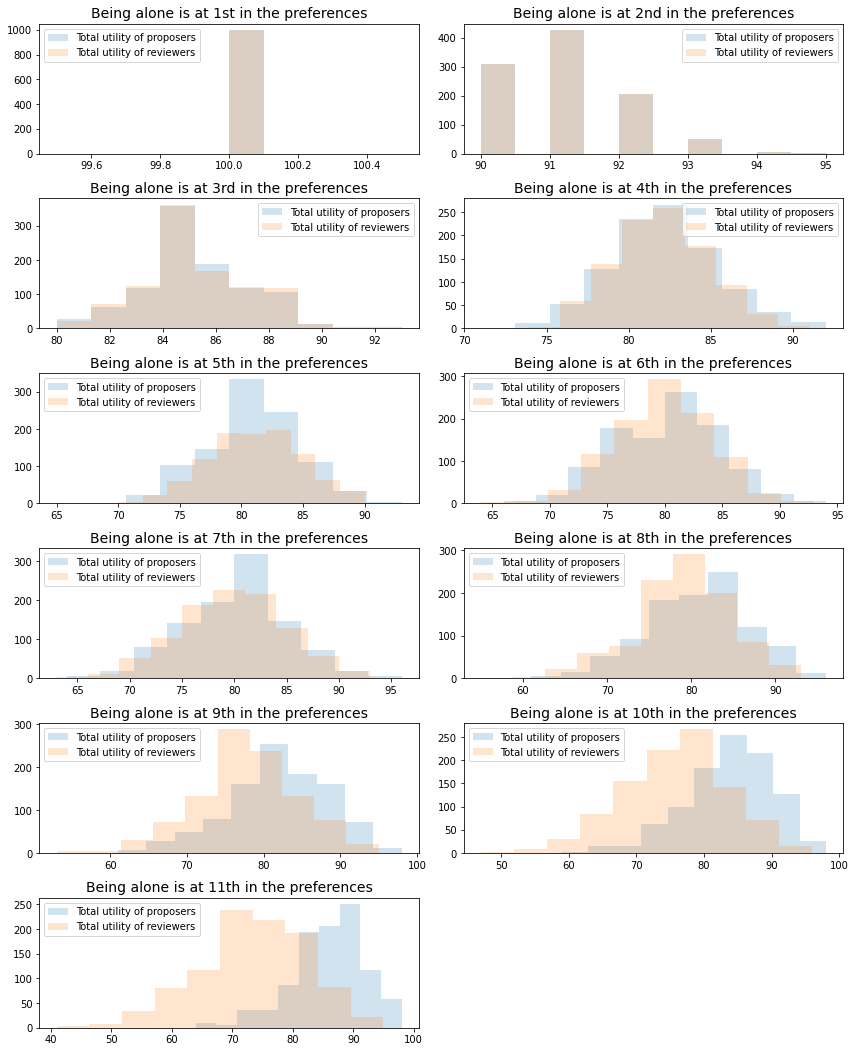 Being alone is at 1st in the preferences
1000
800
600
400
200
0
Total utility of proposers
Total utility of reviewers
99.6 99.8 100.0 100.2 100.4
Being alone is at 2nd in the preferences
400
300
200
100
0
Total utility of proposers
Total utility of reviewers
90 91 92 93 94 95
Being alone is at 3rd in the preferences
300
200
100
0
Total utility of proposers
Total utility of reviewers
80 82 84 86 88 90 92
Being alone is at 4th in the preferences
250
200
150
100
50
0
Total utility of proposers
Total utility of reviewers
70 75 80 85 90
Being alone is at 5th in the preferences
300
200
100
0
Total utility of proposers
Total utility of reviewers
65 70 75 80 85 90
Being alone is at 6th in the preferences
300
200
100
0
Total utility of proposers
Total utility of reviewers
65 70 75 80 85 90 95
Being alone is at 7th in the preferences
300
200
100
0
Total utility of proposers
Total utility of reviewers
65 70 75 80 85 90 95
Being alone is at 8th in the preferences
300
200
100
0
Total utility of proposers
Total utility of reviewers
60 70 80 90
Being alone is at 9th in the preferences
300
200
100
0
Total utility of proposers
Total utility of reviewers
60 70 80 90 100
Being alone is at 10th in the preferences
250
200
150
100
50
0
Total utility of proposers
Total utility of reviewers
50 60 70 80 90 100
Being alone is at 11th in the preferences
250
200
150
100
50
0
Total utility of proposers
Total utility of reviewers
40 50 60 70 80 90 100